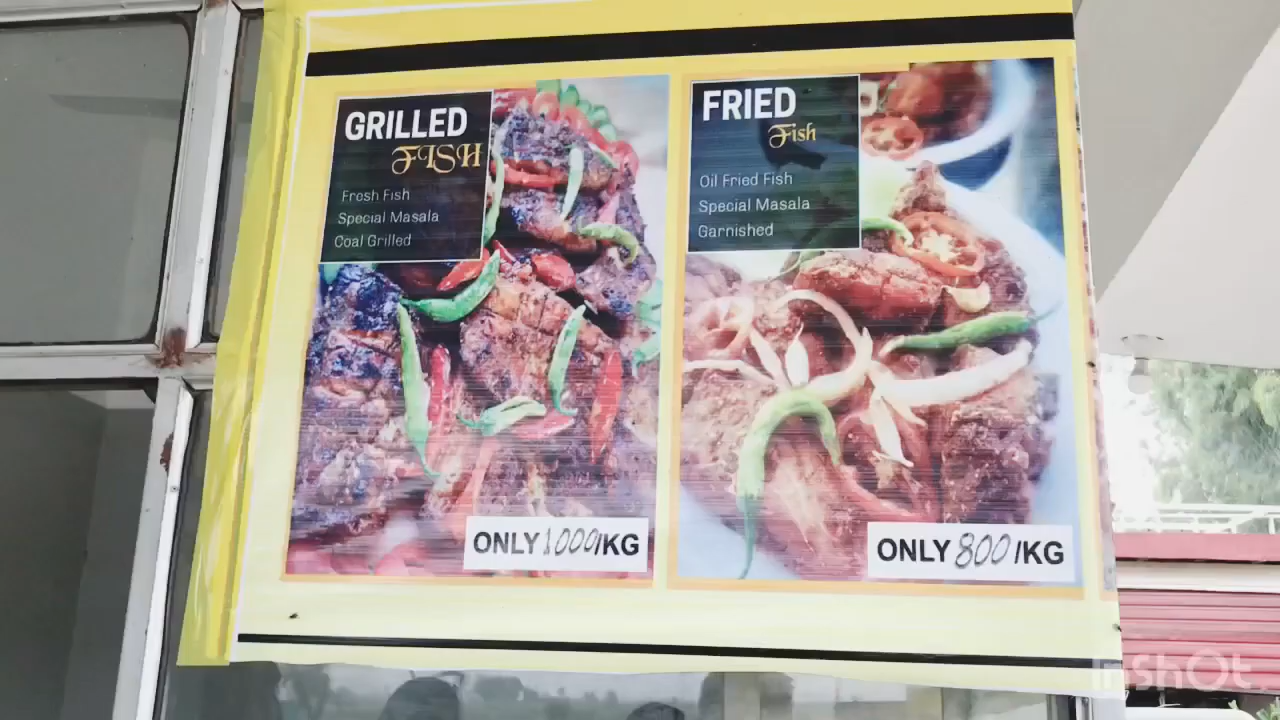 GRILLED
FISH
Fresh Fish
Special Masala
Coal Grilled
ONLY 1000/KG
FRIED
Fish
Oil Fried Fish
Special Masala
Garnished
ONLY 800/KG
InShOt